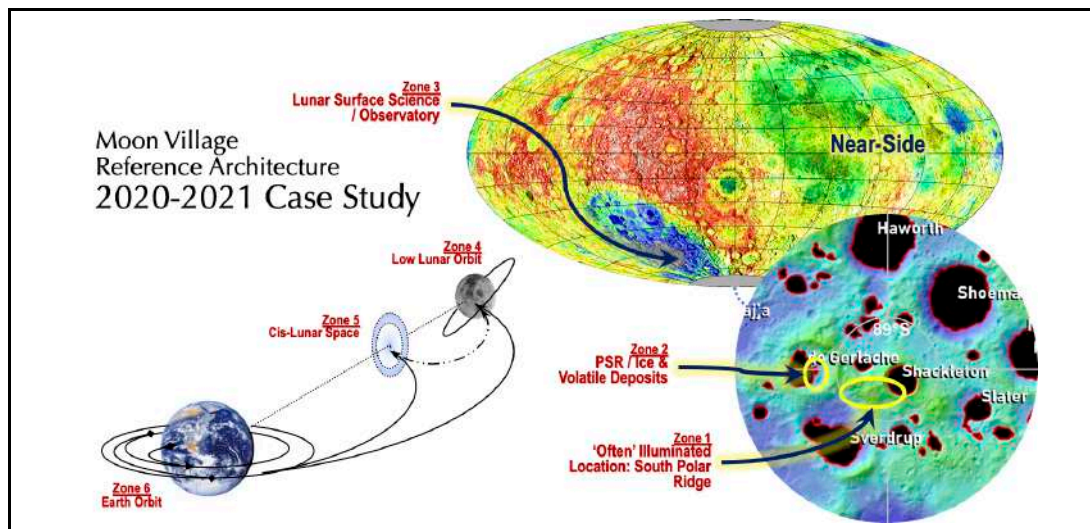 Moon Village
Reference Architecture
2020-2021 Case Study
Zone 3
Lunar Surface Science
/ Observatory
Near-Side
Zone 4
Low Lunar Orbit
Zone 5
Cis-Lunar Space
Zone 6
Earth Orbit
Zone 2
PSR / Ice &
Volatile Deposits
Zone 1
'Often' Illuminated
Location: South Polar
Ridge
Haworth
Shoema
89°S
Gerlache
Shackleton
Slater
Sverdrup